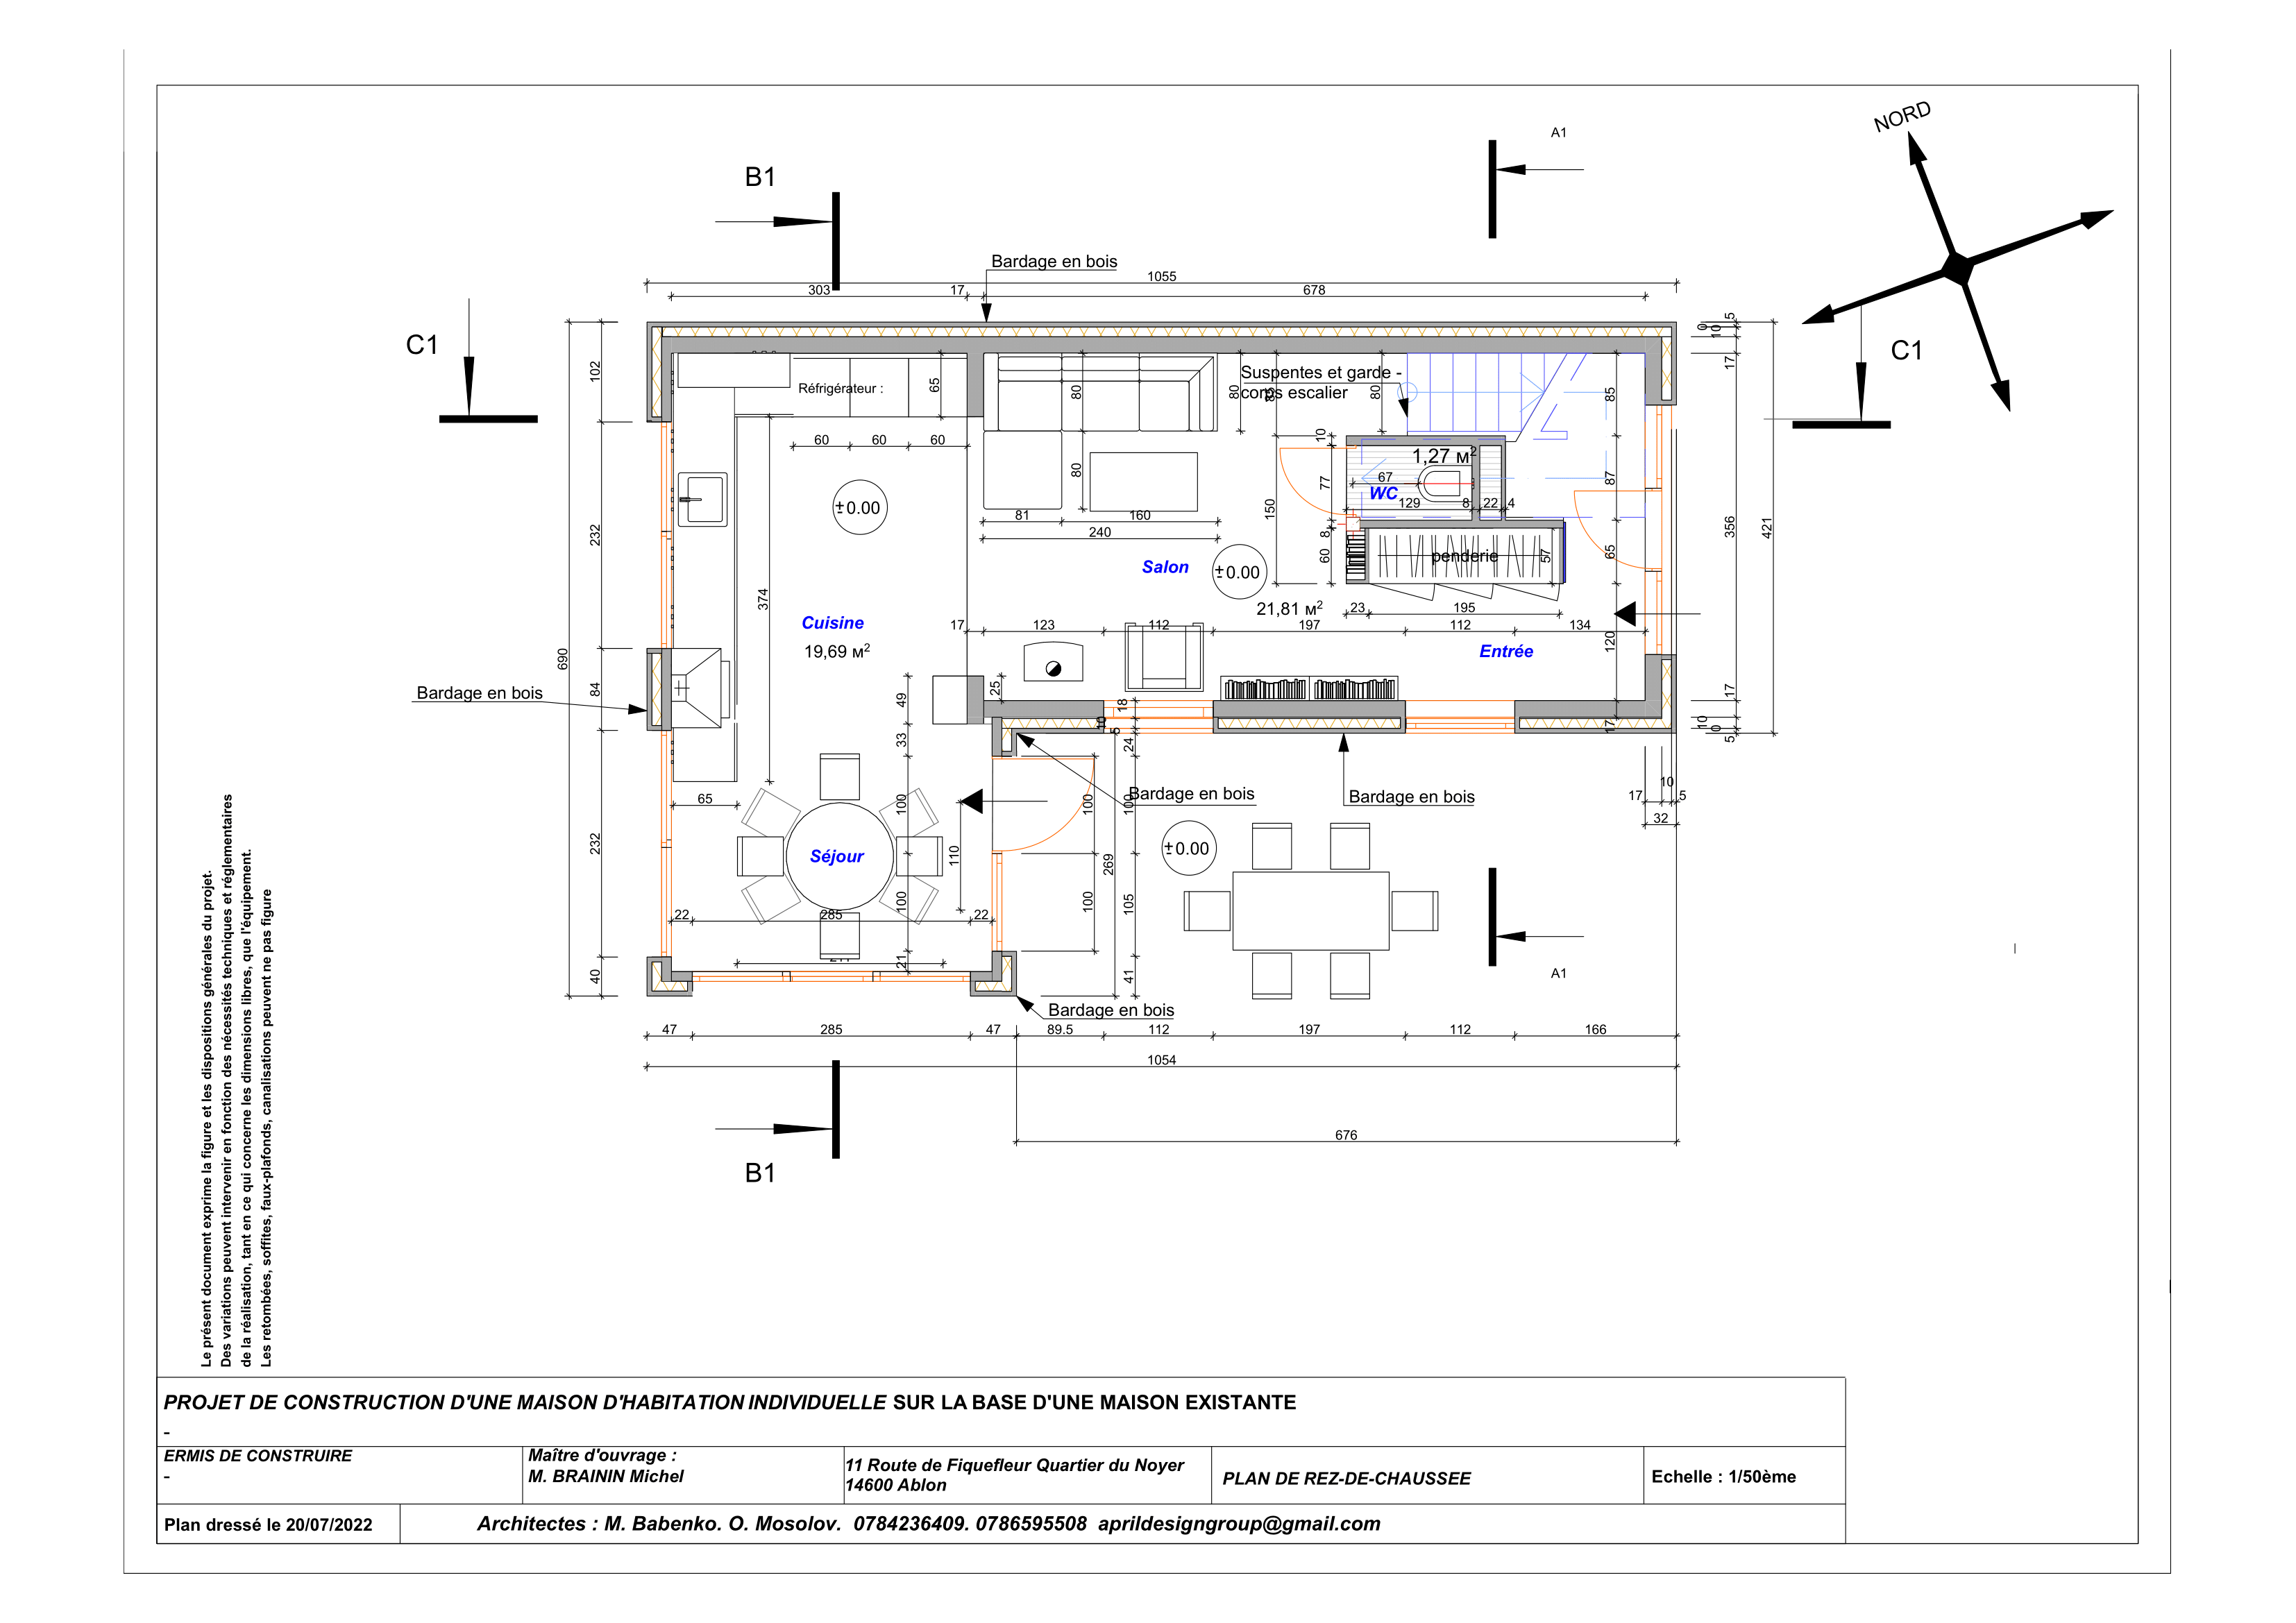 A1
NORD
B1
Bardage en bois
1055
303
17
678
C1
C1
5
0
10
17
102
Réfrigérateur :
65
80
80
85
80
85
Suspentes et garde -
corps escalier
60
60
60
10
1,27 м²
80
77
67
WC
129
8
22
4
87
±0.00
81
160
240
150
232
356
421
8
60
penderie
57
65
Salon
±0.00
374
21,81 м²
23
195
Cuisine
19,69 м²
17
123
112
197
112
134
120
Entrée
690
84
Bardage en bois
49
25
18
10
5
17
17
10
0
5
33
24
10
17
5
32
65
100
100
100
Bardage en bois
Bardage en bois
232
Séjour
110
269
±0.00
22
285
22
100
100
105
21
40
41
A1
Bardage en bois
47
285
47
89.5
112
197
112
166
1054
676
B1
Le présent document exprime la figure et les dispositions générales du projet.
Des variations peuvent intervenir en fonction des nécessités techniques et réglementaires
de la réalisation, tant en ce qui concerne les dimensions libres, que l'équipement.
Les retombées, soffites, faux-plafonds, canalisations peuvent ne pas figure
PROJET DE CONSTRUCTION D'UNE MAISON D'HABITATION INDIVIDUELLE SUR LA BASE D'UNE MAISON EXISTANTE
-
ERMIS DE CONSTRUIRE
-
Maître d'ouvrage :
M. BRAININ Michel
11 Route de Fiquefleur Quartier du Noyer
14600 Ablon
PLAN DE REZ-DE-CHAUSSEE
Echelle : 1/50ème
Plan dressé le 20/07/2022
Architectes : M. Babenko. O. Mosolov. 0784236409. 0786595508 aprildesigngroup@gmail.com